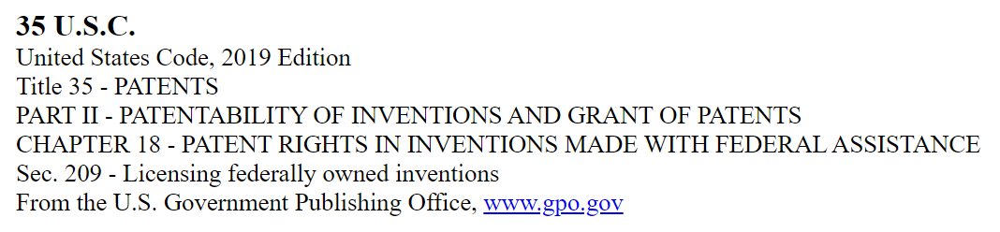 35 U.S.C.
United States Code, 2019 Edition
Title 35 - PATENTS
PART II - PATENTABILITY OF INVENTIONS AND GRANT OF PATENTS
CHAPTER 18 - PATENT RIGHTS IN INVENTIONS MADE WITH FEDERAL ASSISTANCE
Sec. 209 - Licensing federally owned inventions
From the U.S. Government Publishing Office, www.gpo.gov